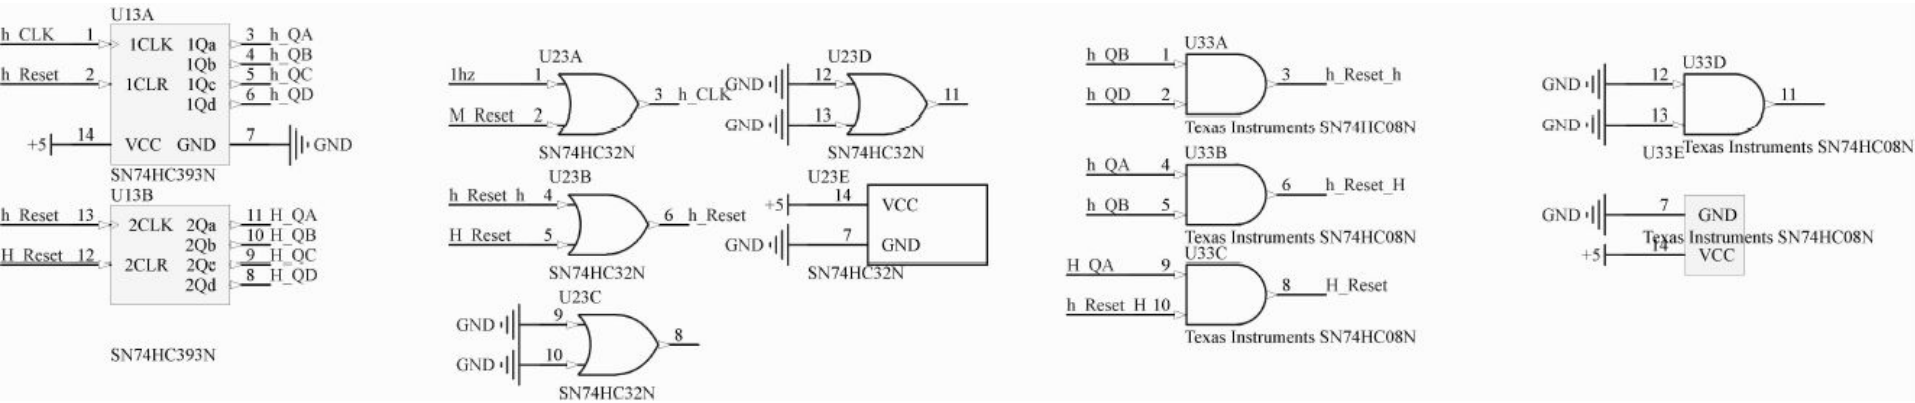 U13A
h_CLK 1 1CLK 1Qa 3 h_QA
1Qb 4 h_QB
h_Reset 2 1CLR 1Qc 5 h_QC
1Qd 6 h_QD
+5 14 VCC GND 7 GND
SN74HC393N
U13B
h_Reset 13 2CLK 2Qa 11 H_QA
2Qb 10 H_QB
H_Reset 12 2CLR 2Qc 9 H_QC
2Qd 8 H_QD
SN74HC393N
U23A
1hz 1
3 h_CLK
M_Reset 2
SN74HC32N
U23B
h_Reset_h 4
6 h_Reset
H_Reset 5
SN74HC32N
U23C
GND 9
8
GND 10
SN74HC32N
U23D
GND 12
11
GND 13
SN74HC32N
U23E
+5 14 VCC
GND 7 GND
SN74HC32N
U33A
h_QB 1
3 h_Reset_h
h_QD 2
Texas Instruments SN74HC08N
U33B
h_QA 4
6 h_Reset_H
h_QB 5
Texas Instruments SN74HC08N
U33C
H_QA 9
8 H_Reset
h_Reset_H 10
Texas Instruments SN74HC08N
U33D
GND 12
11
GND 13
Texas Instruments SN74HC08N
U33E
GND 7 GND
Texas Instruments SN74HC08N
+5 14 VCC